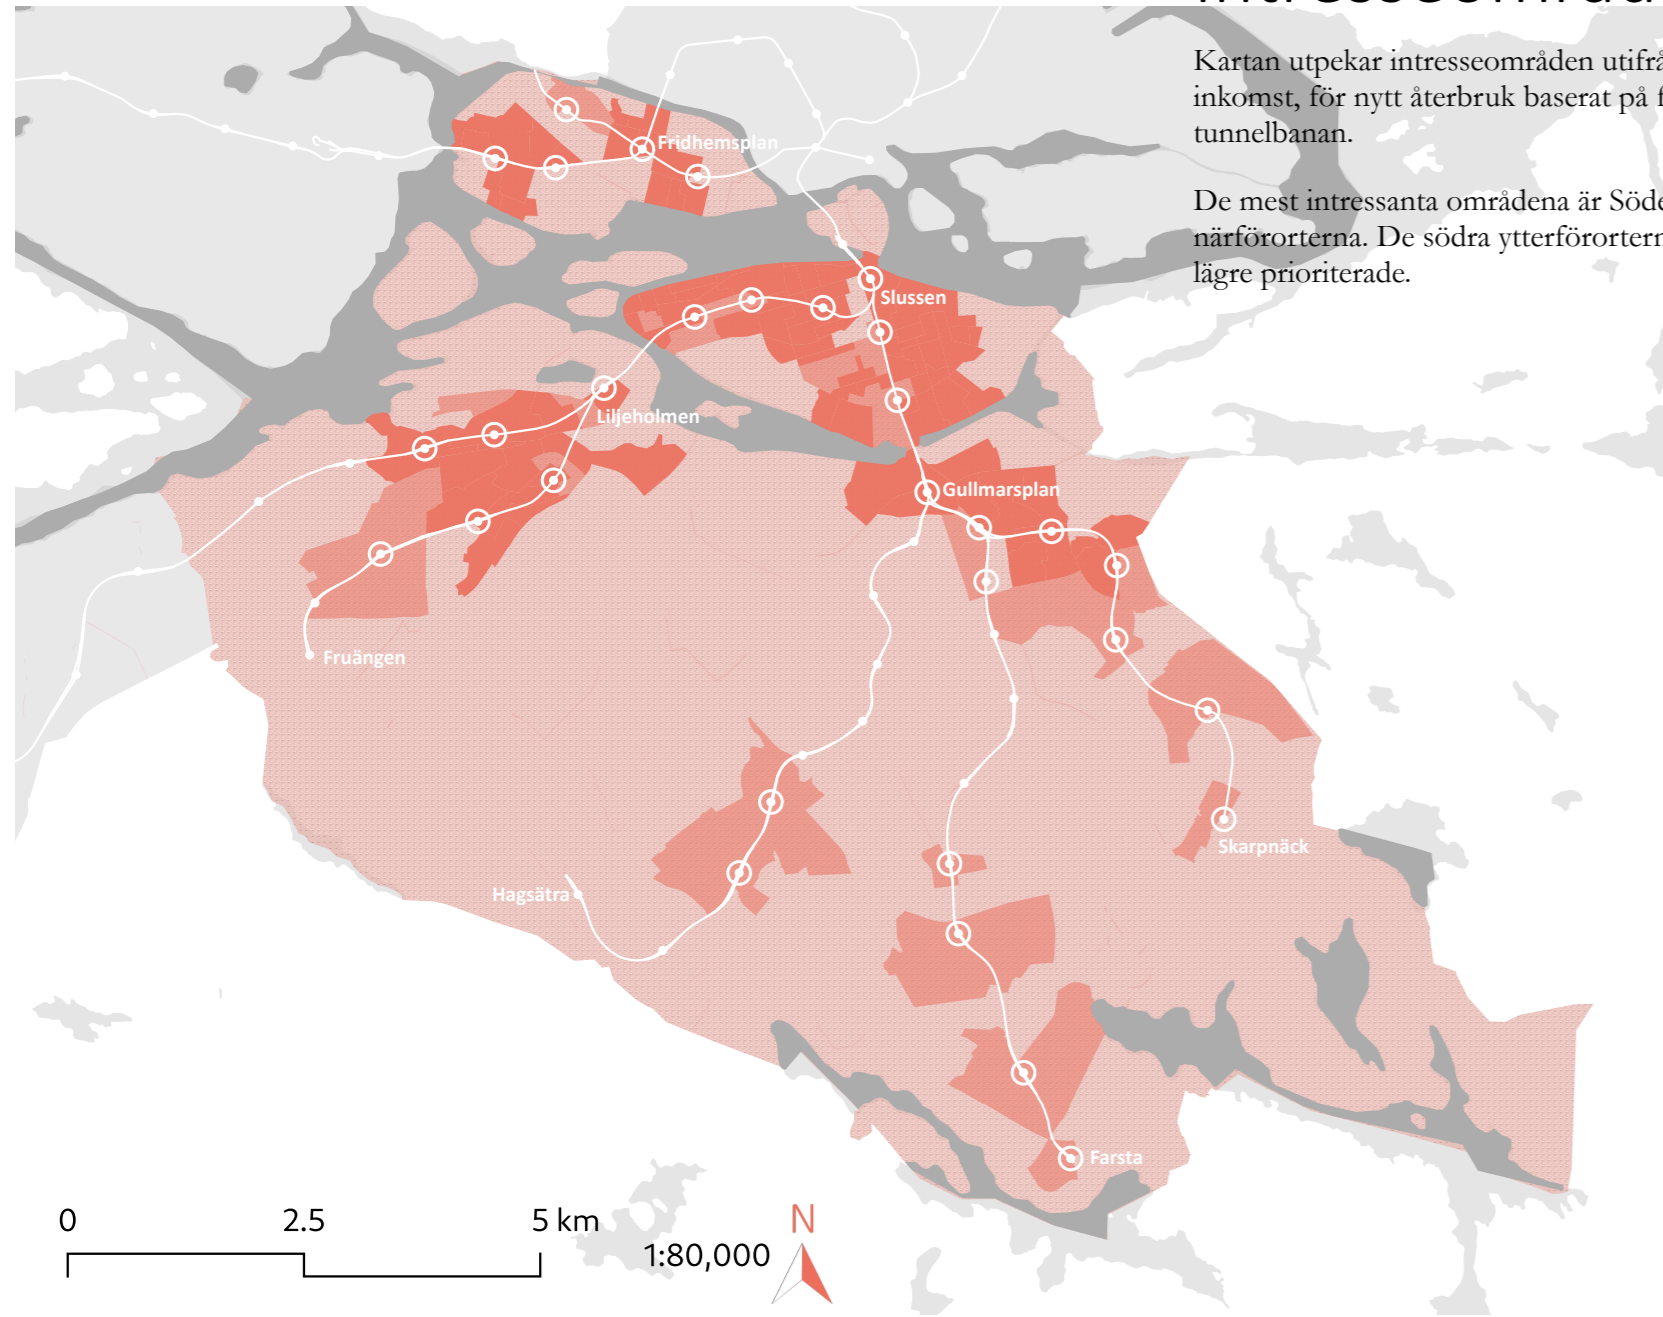 Kartan utpekar intresseområden utifrå
inkomst, för nytt återbruk baserat på f
tunnelbanan.
De mest intressanta områdena är Söde
närförorterna. De södra ytterförortern
lägre prioriterade.
Fridhemsplan
Slussen
Liljeholmen
Gullmarsplan
Fruängen
Skarpnäck
Hagsätra
Farsta
0 2.5 5 km
1:80,000
N